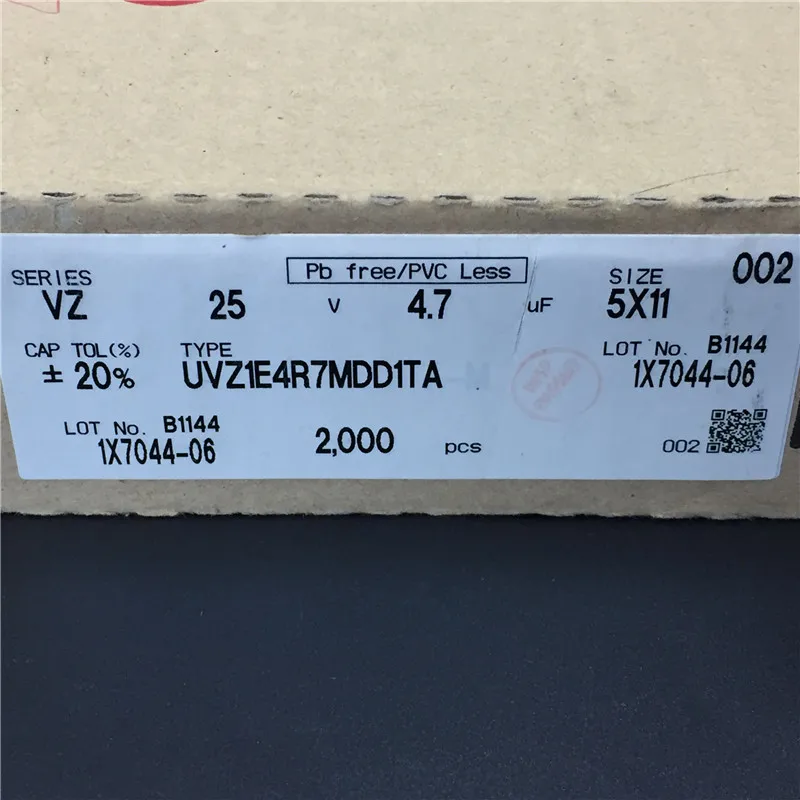 Pb free/PVC Less
002
SERIES
SIZE
VZ 25 V 4.7 uF 5X11
CAP TOL(%) TYPE
LOT No. B1144
± 20% UVZ1E4R7MDD1TA
1X7044-06
LOT No. B1144
1X7044-06 2,000 pcs
002